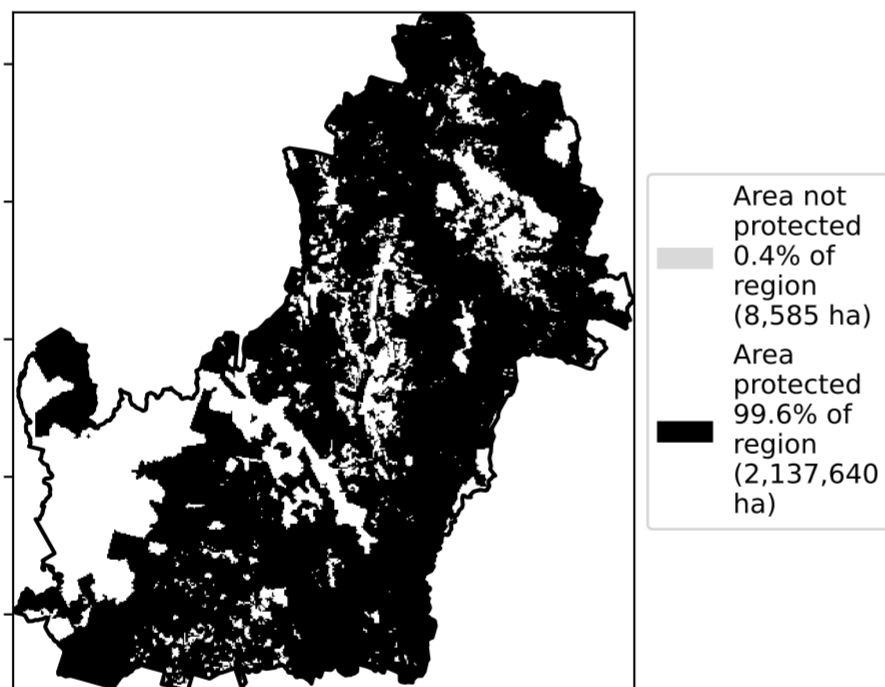 Area not
protected
0.4% of
region
(8,585 ha)
Area
protected
99.6% of
region
(2,137,640
ha)